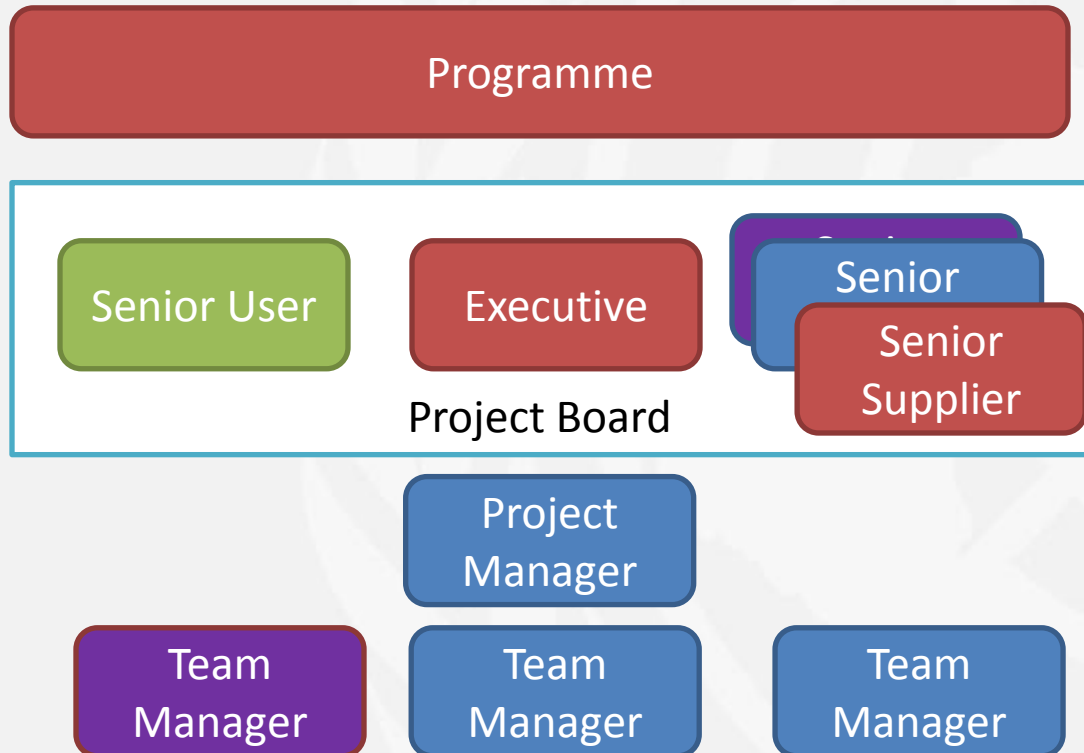 Programme
Senior User
Executive
Senior
Senior
Supplier
Project Board
Project
Manager
Team
Manager
Team
Manager
Team
Manager